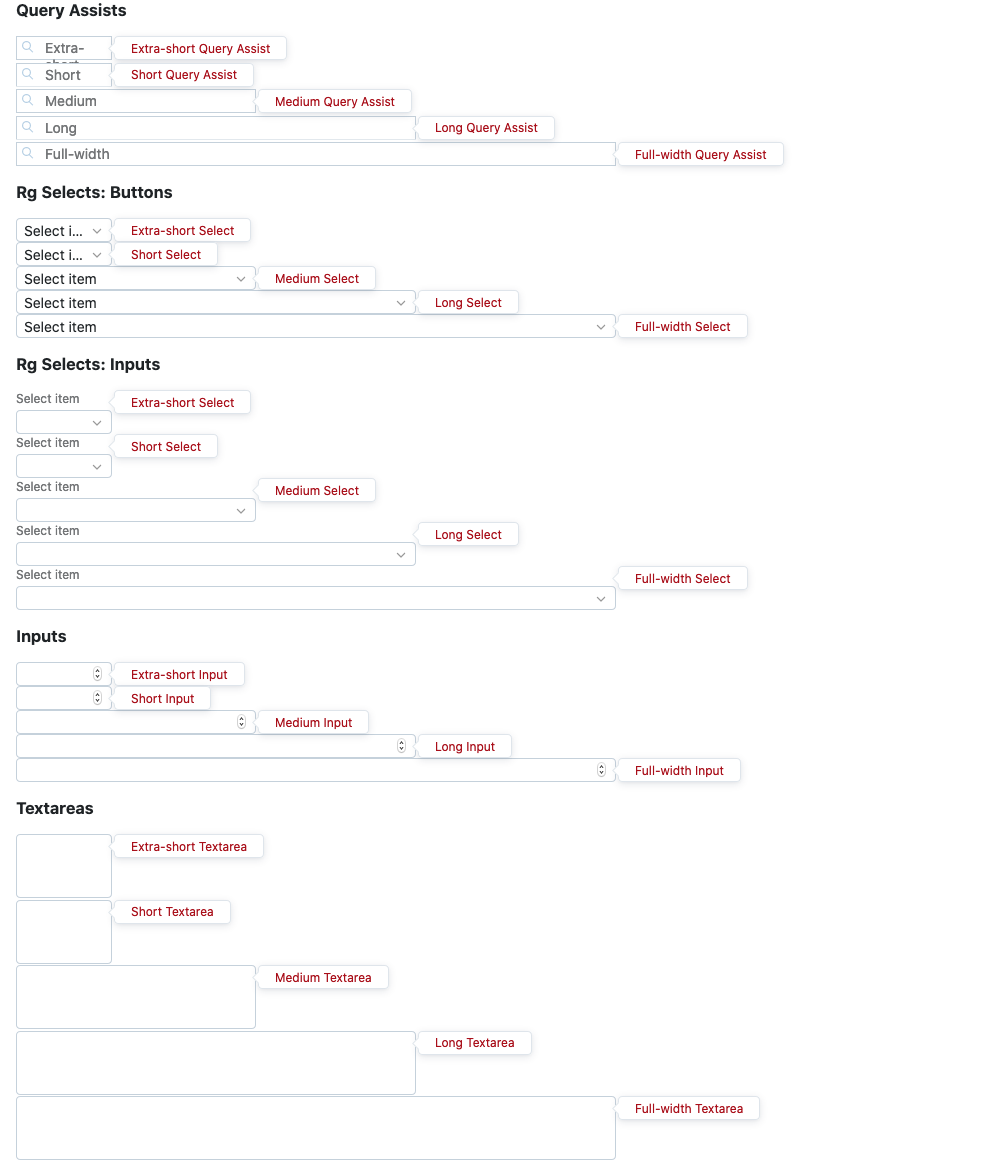 Query Assists
Extra-short Extra-short Query Assist
Short Short Query Assist
Medium Medium Query Assist
Long Long Query Assist
Full-width Full-width Query Assist
Rg Selects: Buttons
Select i... Extra-short Select
Select i... Short Select
Select item Medium Select
Select item Long Select
Select item Full-width Select
Rg Selects: Inputs
Select item Extra-short Select
Select item Short Select
Select item Medium Select
Select item Long Select
Select item Full-width Select
Inputs
Extra-short Input
Short Input
Medium Input
Long Input
Full-width Input
Textareas
Extra-short Textarea
Short Textarea
Medium Textarea
Long Textarea
Full-width Textarea